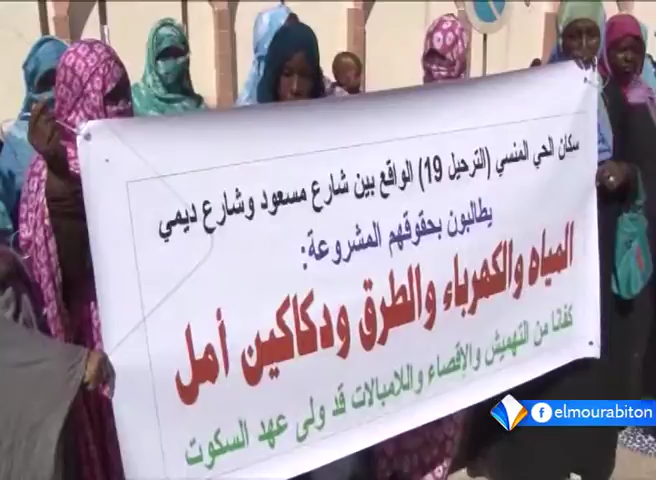 سكان الحي المنسي (الترحيل 19) الواقع بين شارع مسعود وشارع ديمي
يطالبون بحقوقهم المشروعة:
المياه والكهرباء والطرق ودكاكين أمل
كفانا من التهميش والإقصاء واللامبالات قد ولى عهد السكوت
elmourabiton